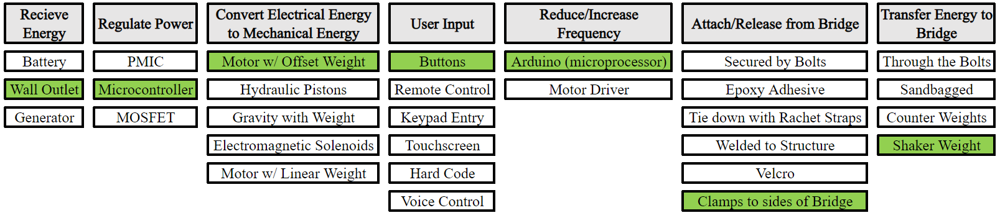 Recieve
Energy
Regulate Power
Convert Electrical Energy
to Mechanical Energy
User Input
Reduce/Increase
Frequency
Attach/Release from Bridge
Transfer Energy to
Bridge
Battery
PMIC
Motor w/ Offset Weight
Buttons
Arduino (microprocessor)
Secured by Bolts
Through the Bolts
Wall Outlet
Microcontroller
Hydraulic Pistons
Remote Control
Motor Driver
Epoxy Adhesive
Sandbagged
Generator
MOSFET
Gravity with Weight
Keypad Entry
Tie down with Rachet Straps
Counter Weights
Electromagnetic Solenoids
Touchscreen
Welded to Structure
Shaker Weight
Motor w/ Linear Weight
Hard Code
Velcro
Voice Control
Clamps to sides of Bridge